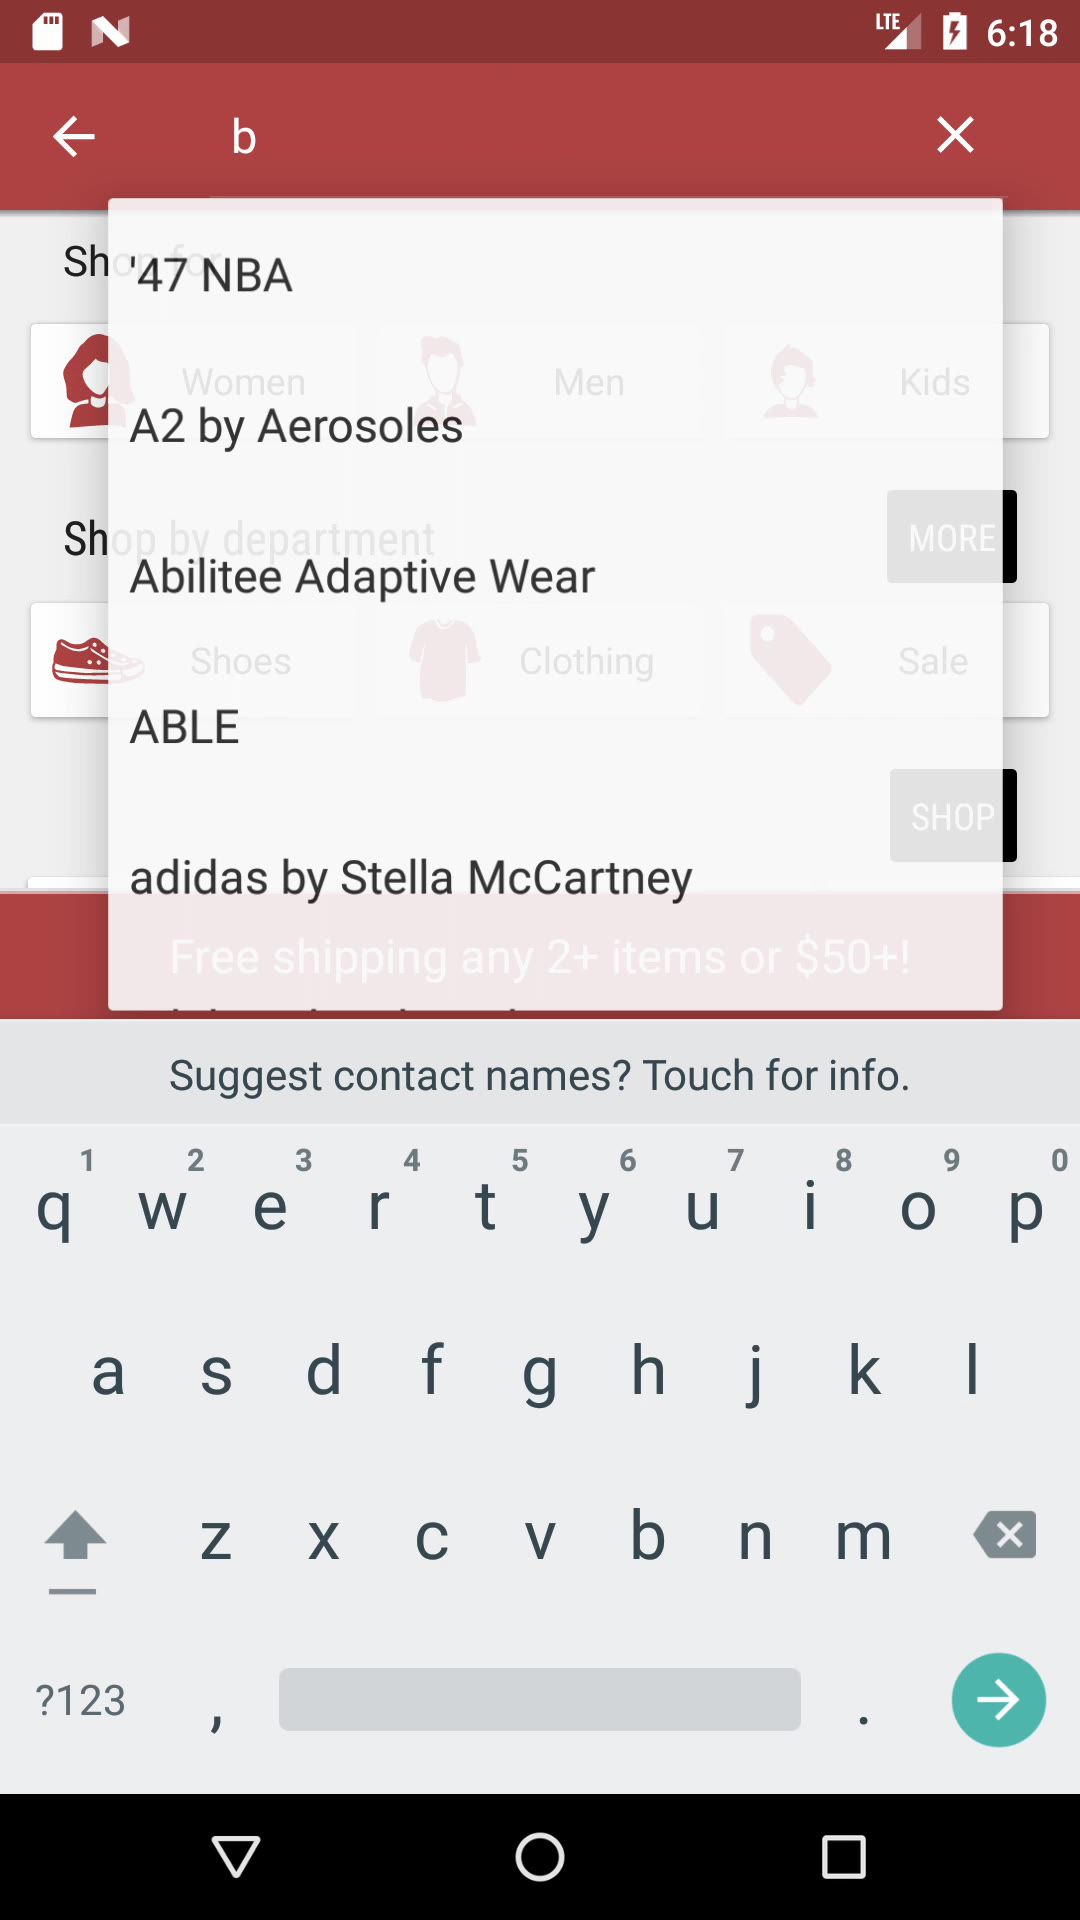 LTE 6:18
b
Shop for
'47 NBA
Women Men Kids
A2 by Aerosoles
Shop by department MORE
Abilitee Adaptive Wear
Shoes Clothing Sale
ABLE
SHOP
adidas by Stella McCartney
Free shipping any 2+ items or $50+!
Suggest contact names? Touch for info.
1 2 3 4 5 6 7 8 9 0
q w e r t y u i o p
a s d f g h j k l
z x c v b n m
?123 , .